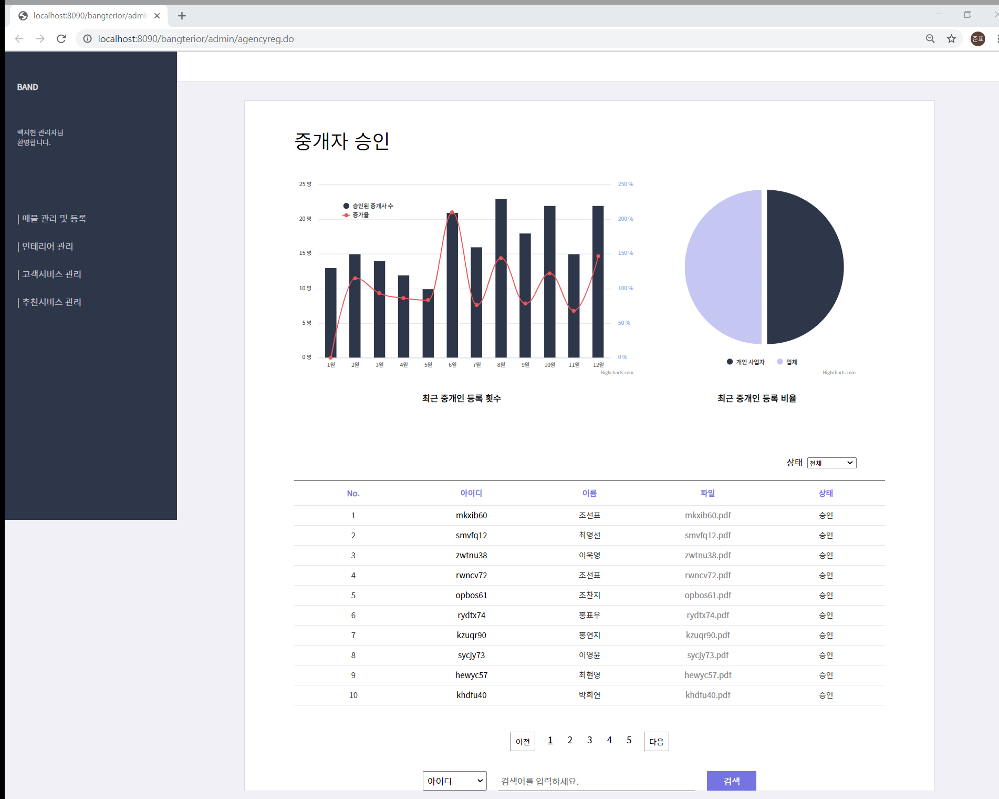 localhost:8090/bangterior/admin
localhost:8090/bangterior/admin/agencyreg.do
준표
BAND
백지현 관리자님
환영합니다.
| 매물 관리 및 등록
| 인테리어 관리
| 고객서비스 관리
| 추천서비스 관리
중개자 승인
25 명
20 명
15 명
10 명
5 명
0 명
승인된 중개사 수
증가율
250 %
200 %
150 %
100 %
50 %
0 %
1월 2월 3월 4월 5월 6월 7월 8월 9월 10월 11월 12월
Highcharts.com
최근 중개인 등록 횟수
개인 사업자 업체
Highcharts.com
최근 중개인 등록 비율
상태 전체
No. 아이디 이름 파일 상태
1 mkxib60 조선표 mkxib60.pdf 승인
2 smvfq12 최영선 smvfq12.pdf 승인
3 zwtnu38 이욱영 zwtnu38.pdf 승인
4 rwncv72 조선표 rwncv72.pdf 승인
5 opbos61 조찬지 opbos61.pdf 승인
6 rydtx74 홍표우 rydtx74.pdf 승인
7 kzuqr90 홍연지 kzuqr90.pdf 승인
8 sycjy73 이영윤 sycjy73.pdf 승인
9 hewyc57 최현영 hewyc57.pdf 승인
10 khdfu40 박희연 khdfu40.pdf 승인
이전 1 2 3 4 5 다음
아이디 검색어를 입력하세요. 검색